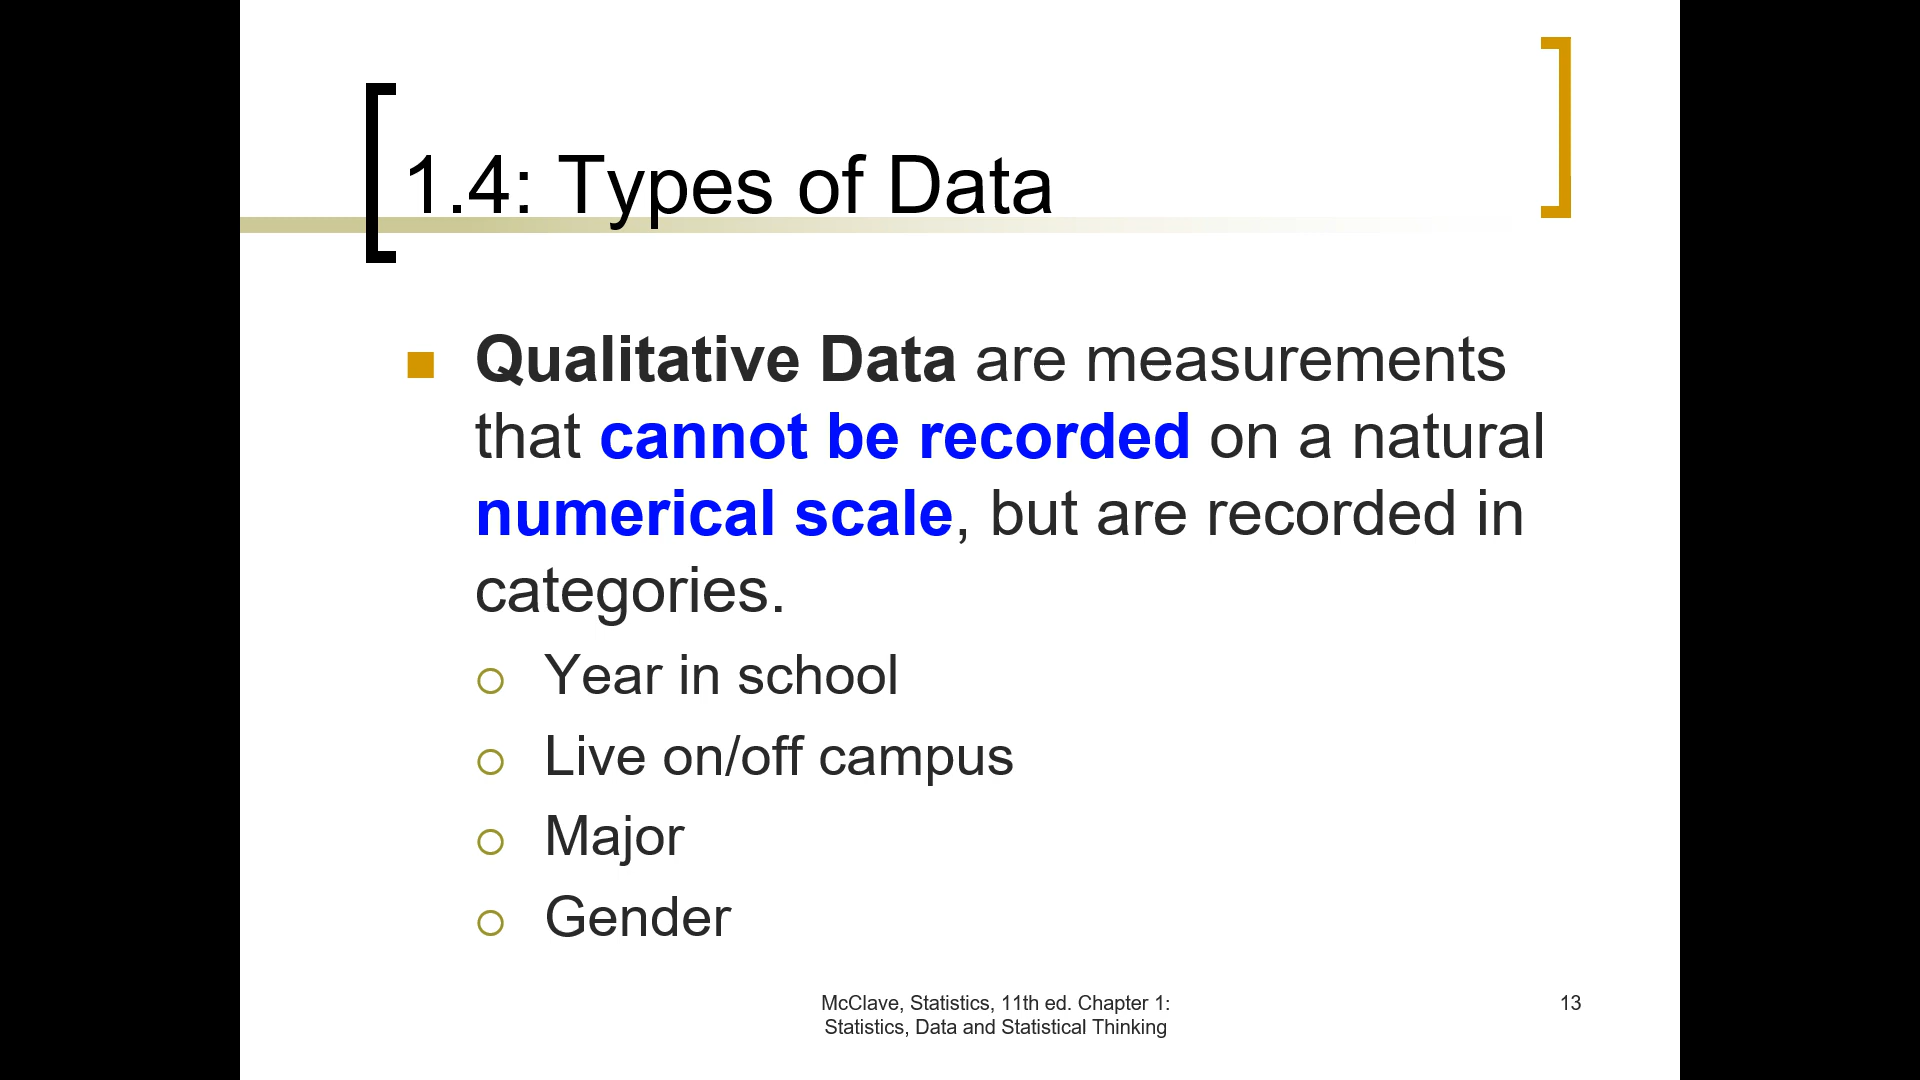 1.4: Types of Data
Qualitative Data are measurements
that cannot be recorded on a natural
numerical scale, but are recorded in
categories.
Year in school
Live on/off campus
Major
Gender
McClave, Statistics, 11th ed. Chapter 1:
Statistics, Data and Statistical Thinking
13